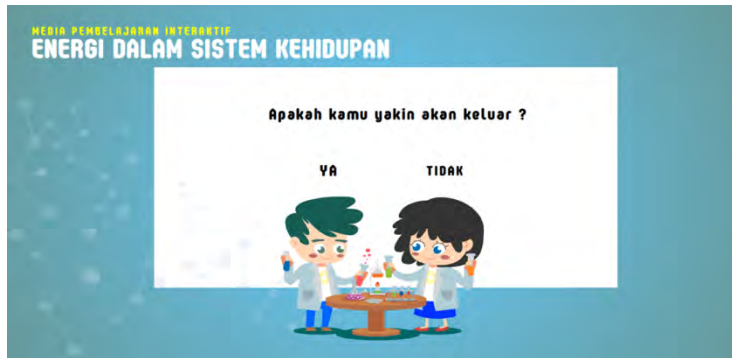 MEDIA PEMBELAJARAN INTERAKTIF
ENERGI DALAM SISTEM KEHIDUPAN
Apakah kamu yakin akan keluar ?
YA TIDAK